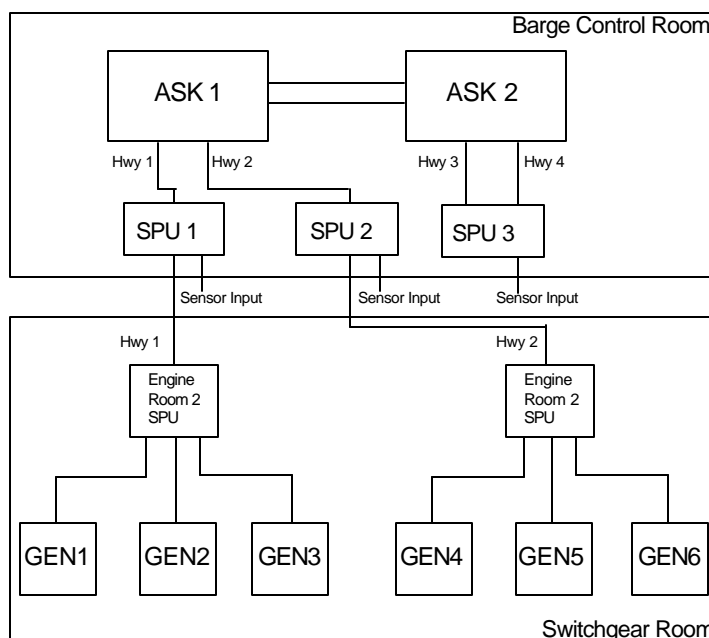 Barge Control Room
ASK 1
ASK 2
Hwy 1
Hwy 2
Hwy 3
Hwy 4
SPU 1
SPU 2
SPU 3
Sensor Input
Sensor Input
Sensor Input
Hwy 1
Hwy 2
Engine
Room 2
SPU
Engine
Room 2
SPU
GEN1
GEN2
GEN3
GEN4
GEN5
GEN6
Switchgear Room